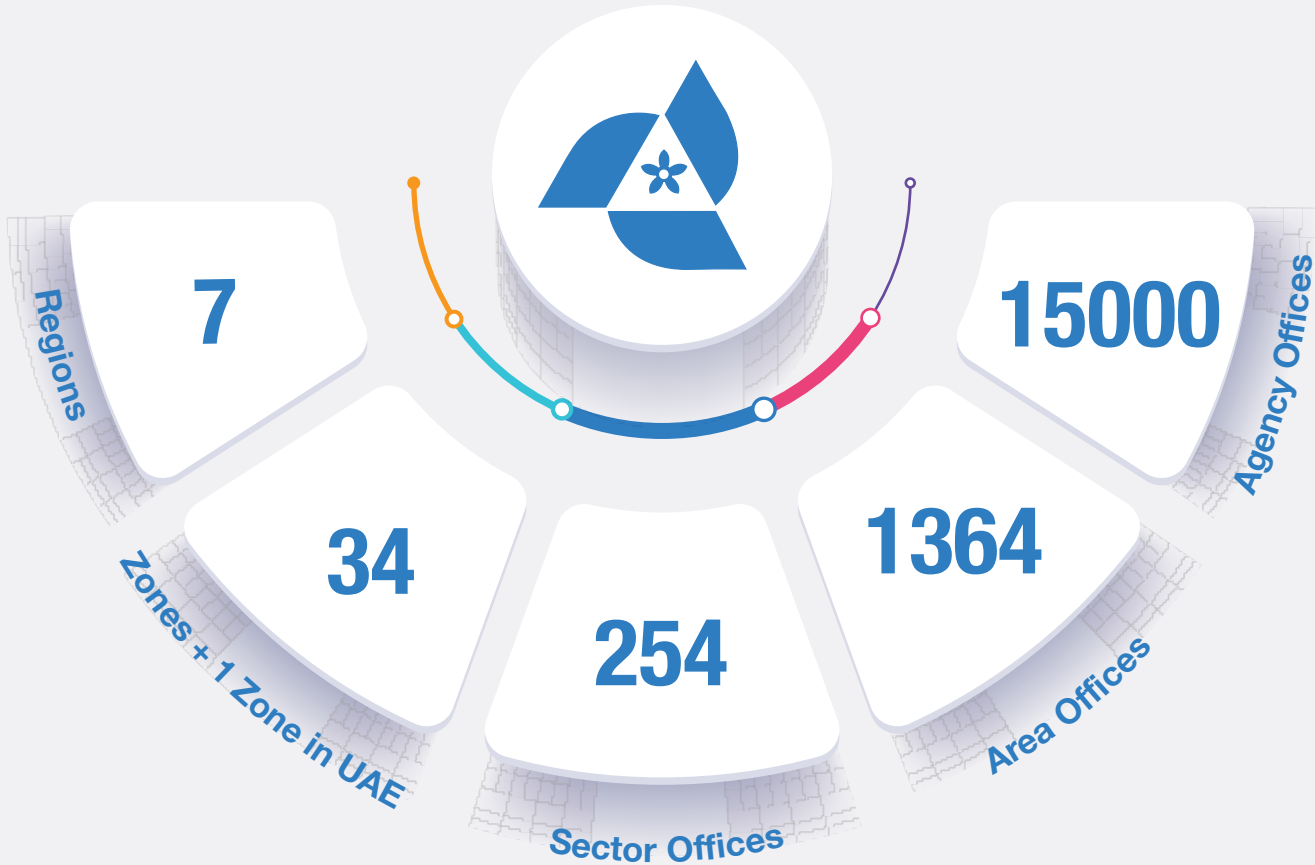 7
Regions
34
Zones + 1 Zone in UAE
254
Sector Offices
1364
Area Offices
15000
Agency Offices